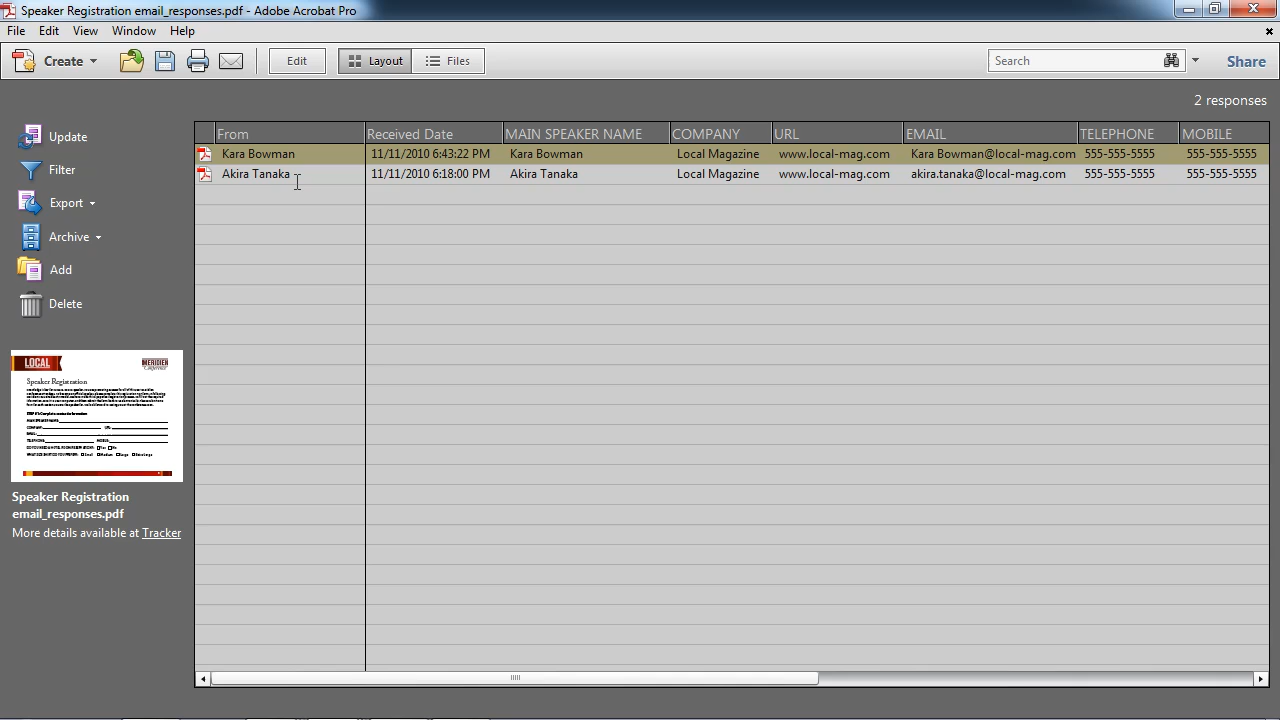 Speaker Registration email_responses.pdf - Adobe Acrobat Pro
File Edit View Window Help
Create Edit Layout Files Search Share
2 responses
Update
Filter
Export
Archive
Add
Delete
From Received Date MAIN SPEAKER NAME COMPANY URL EMAIL TELEPHONE MOBILE
Kara Bowman 11/11/2010 6:43:22 PM Kara Bowman Local Magazine www.local-mag.com Kara Bowman@local-mag.com 555-555-5555 555-555-5555
Akira Tanaka 11/11/2010 6:18:00 PM Akira Tanaka Local Magazine www.local-mag.com akira.tanaka@local-mag.com 555-555-5555 555-555-5555
LOCAL
Speaker Registration
Speaker Registration
email_responses.pdf
More details available at Tracker